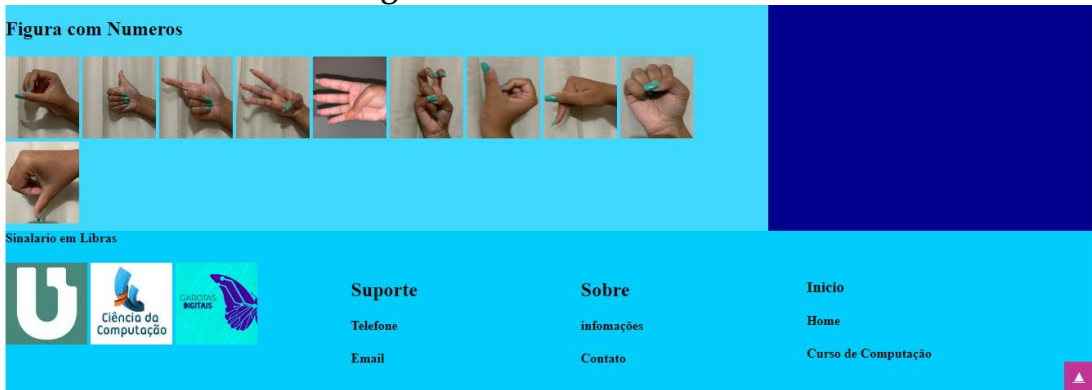 Figura com Numeros
Sinalario em Libras
Ciência da
Computação
GAROTAS
DIGITAIS
Suporte
Telefone
Email
Sobre
infomações
Contato
Inicio
Home
Curso de Computação